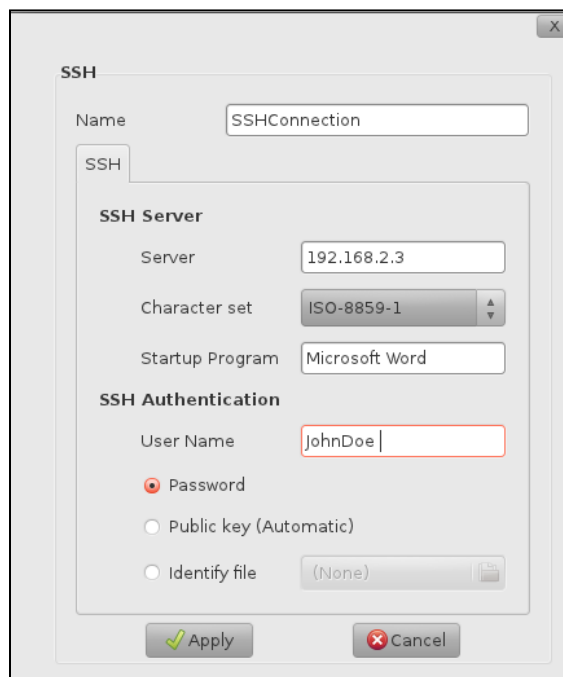 X
SSH
Name SSHConnection
SSH
SSH Server
Server 192.168.2.3
Character set ISO-8859-1
Startup Program Microsoft Word
SSH Authentication
User Name JohnDoe
Password
Public key (Automatic)
Identify file (None)
Apply Cancel